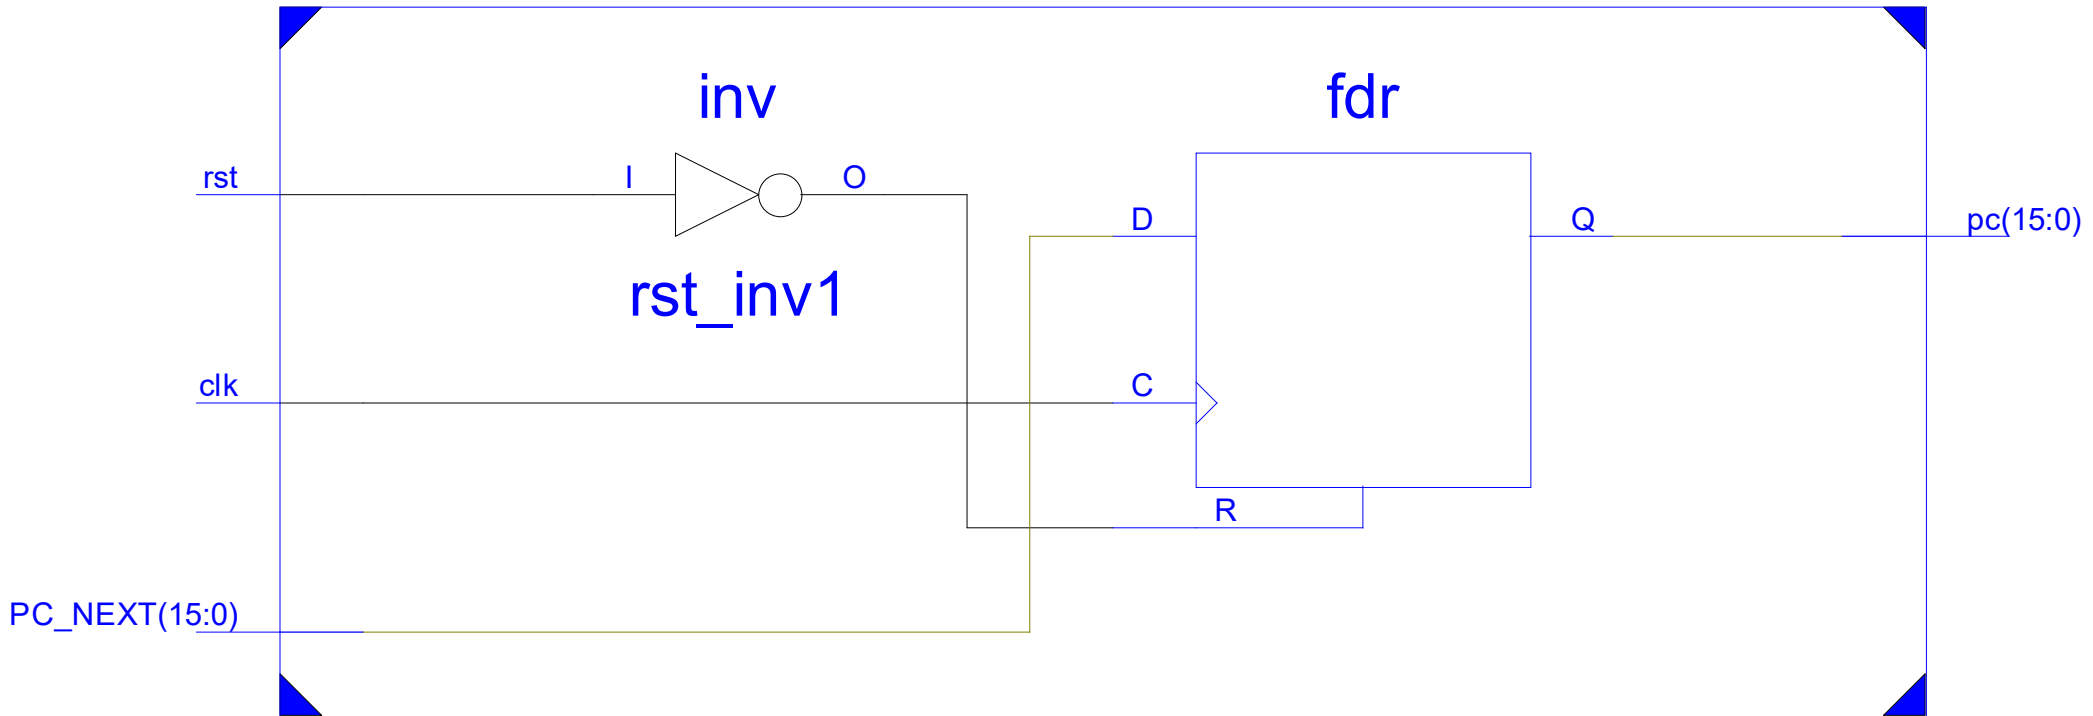 inv
fdr
rst
I
O
D
Q
pc(15:0)
rst_inv1
clk
C
R
PC_NEXT(15:0)